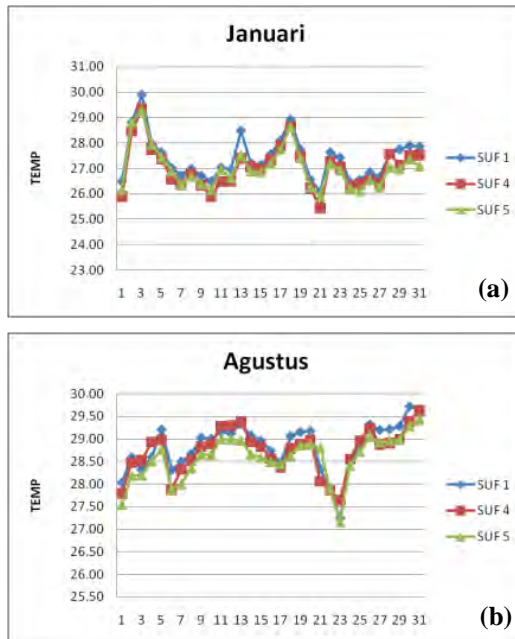 Januari
31.00
30.00
29.00
28.00
27.00
26.00
25.00
24.00
23.00
TEMP
1 3 5 7 9 11 13 15 17 19 21 23 25 27 29 31
SUF 1
SUF 4
SUF 5
(a)
Agustus
30.00
29.50
29.00
28.50
28.00
27.50
27.00
26.50
26.00
25.50
TEMP
1 3 5 7 9 11 13 15 17 19 21 23 25 27 29 31
SUF 1
SUF 4
SUF 5
(b)